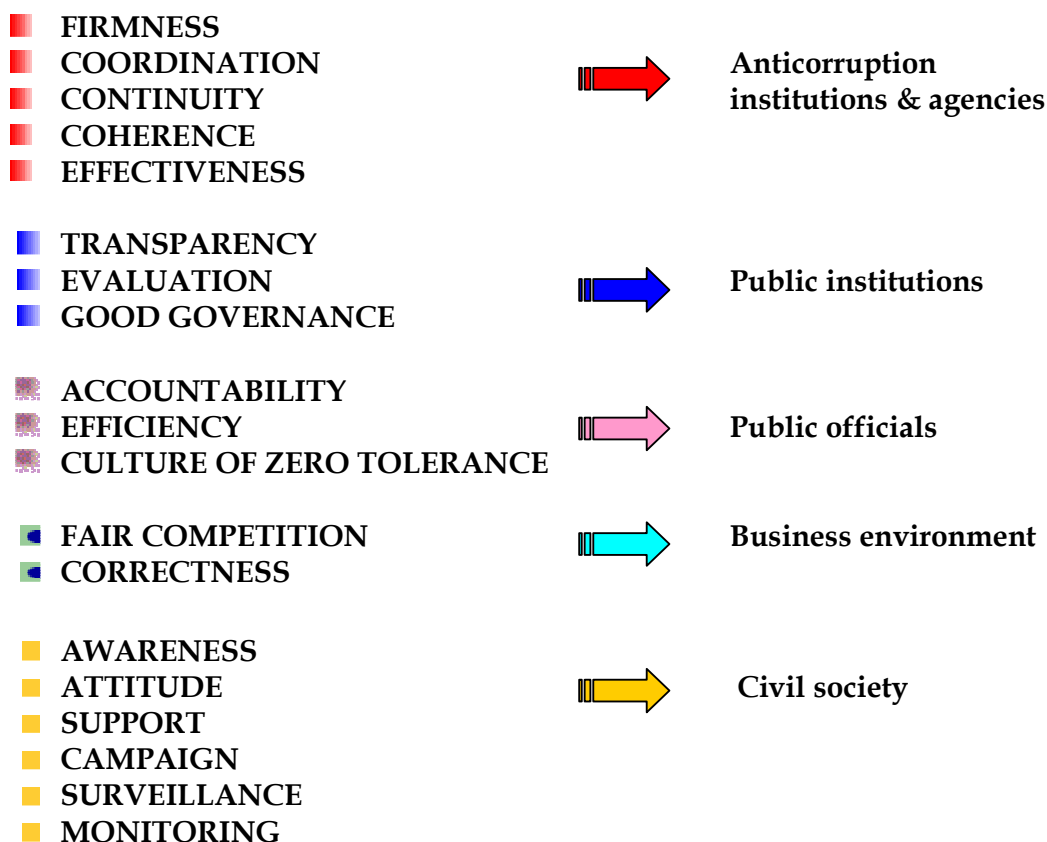 FIRMNESS
COORDINATION
CONTINUITY
COHERENCE
EFFECTIVENESS
Anticorruption
institutions & agencies
TRANSPARENCY
EVALUATION
GOOD GOVERNANCE
Public institutions
ACCOUNTABILITY
EFFICIENCY
CULTURE OF ZERO TOLERANCE
Public officials
FAIR COMPETITION
CORRECTNESS
Business environment
AWARENESS
ATTITUDE
SUPPORT
CAMPAIGN
SURVEILLANCE
MONITORING
Civil society